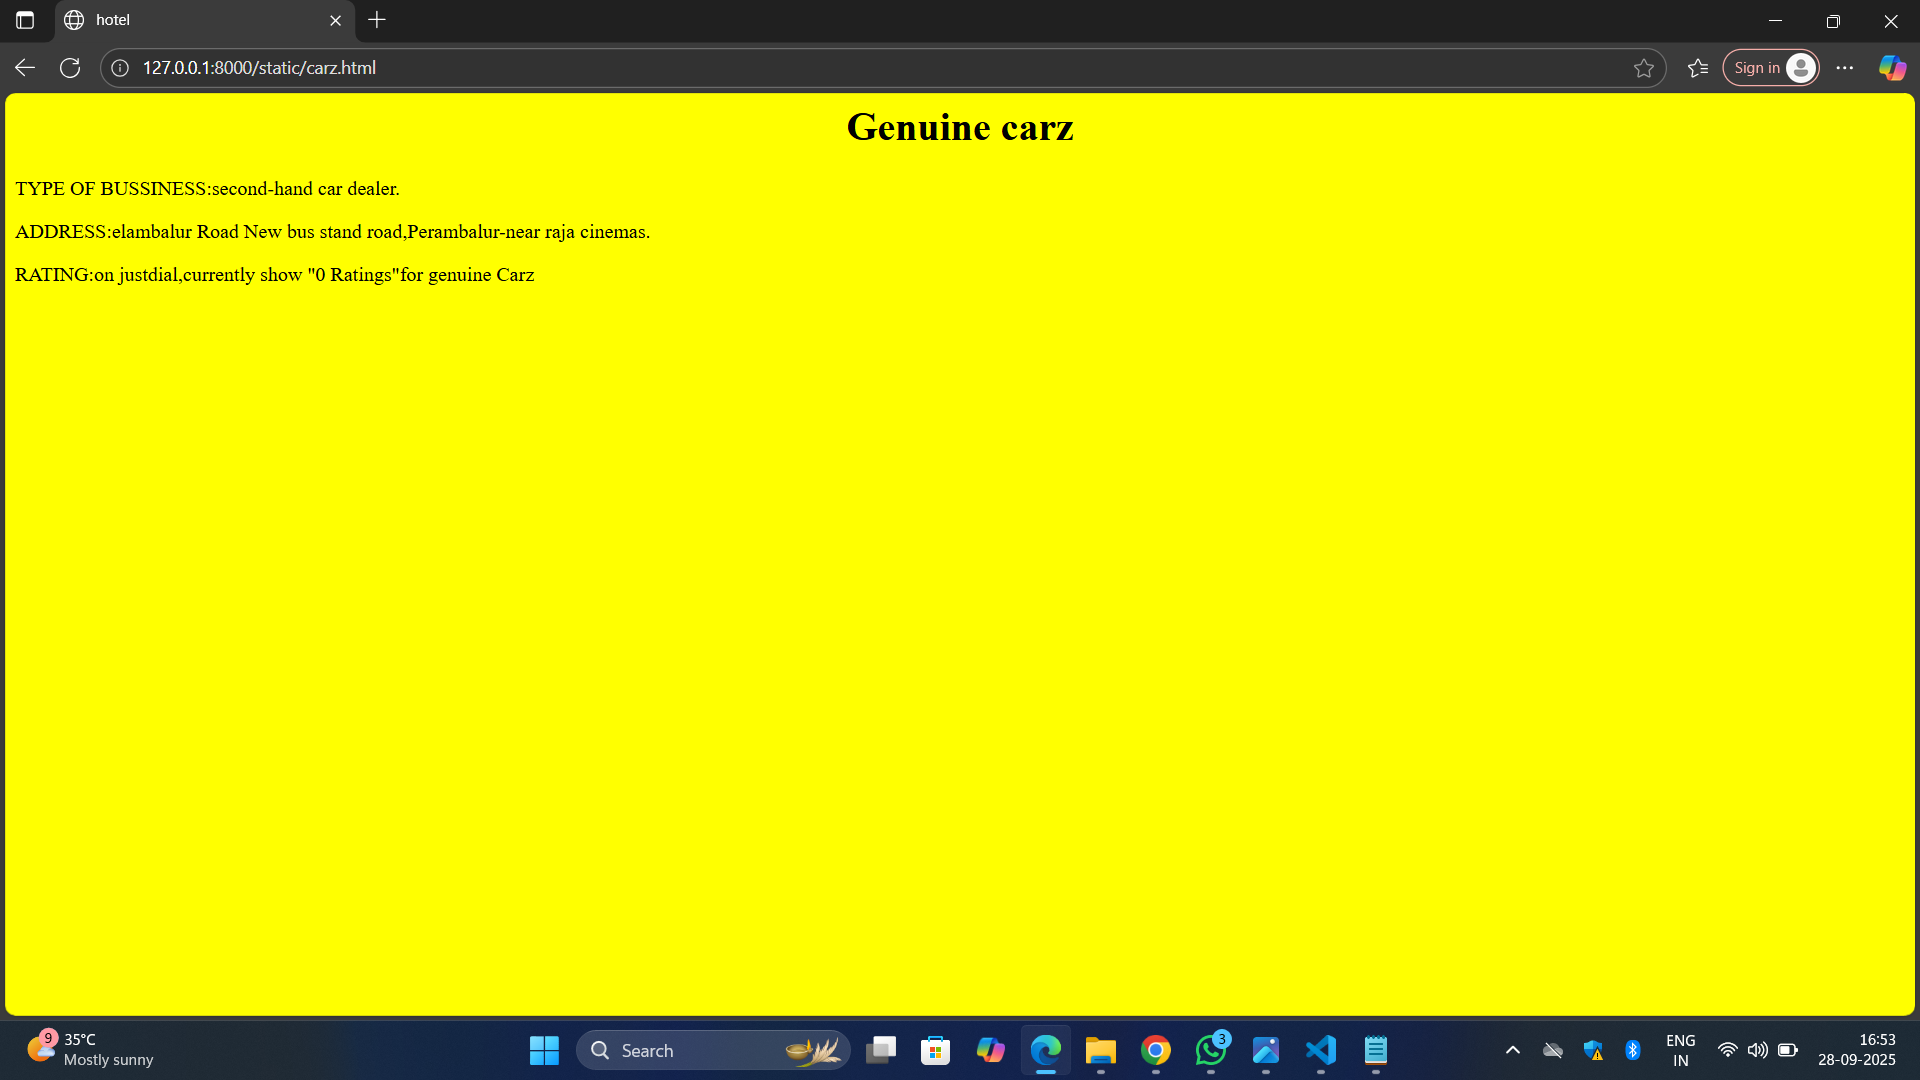 hotel
127.0.0.1:8000/static/carz.html
Sign in
Genuine carz
TYPE OF BUSSINESS:second-hand car dealer.
ADDRESS:elambalur Road New bus stand road,Perambalur-near raja cinemas.
RATING:on justdial,currently show "0 Ratings"for genuine Carz
9
35°C
Mostly sunny
Search
3
ENG
IN
16:53
28-09-2025